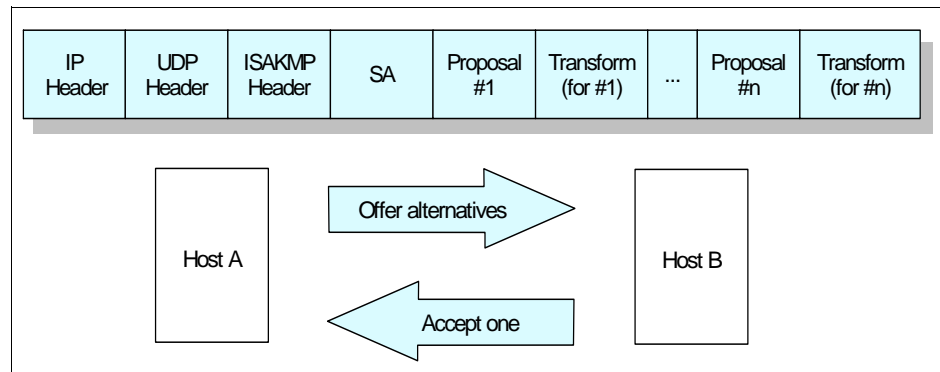 IP
Header
UDP
Header
ISAKMP
Header
SA
Proposal
#1
Transform
(for #1)
...
Proposal
#n
Transform
(for #n)
Offer alternatives
Host A
Host B
Accept one